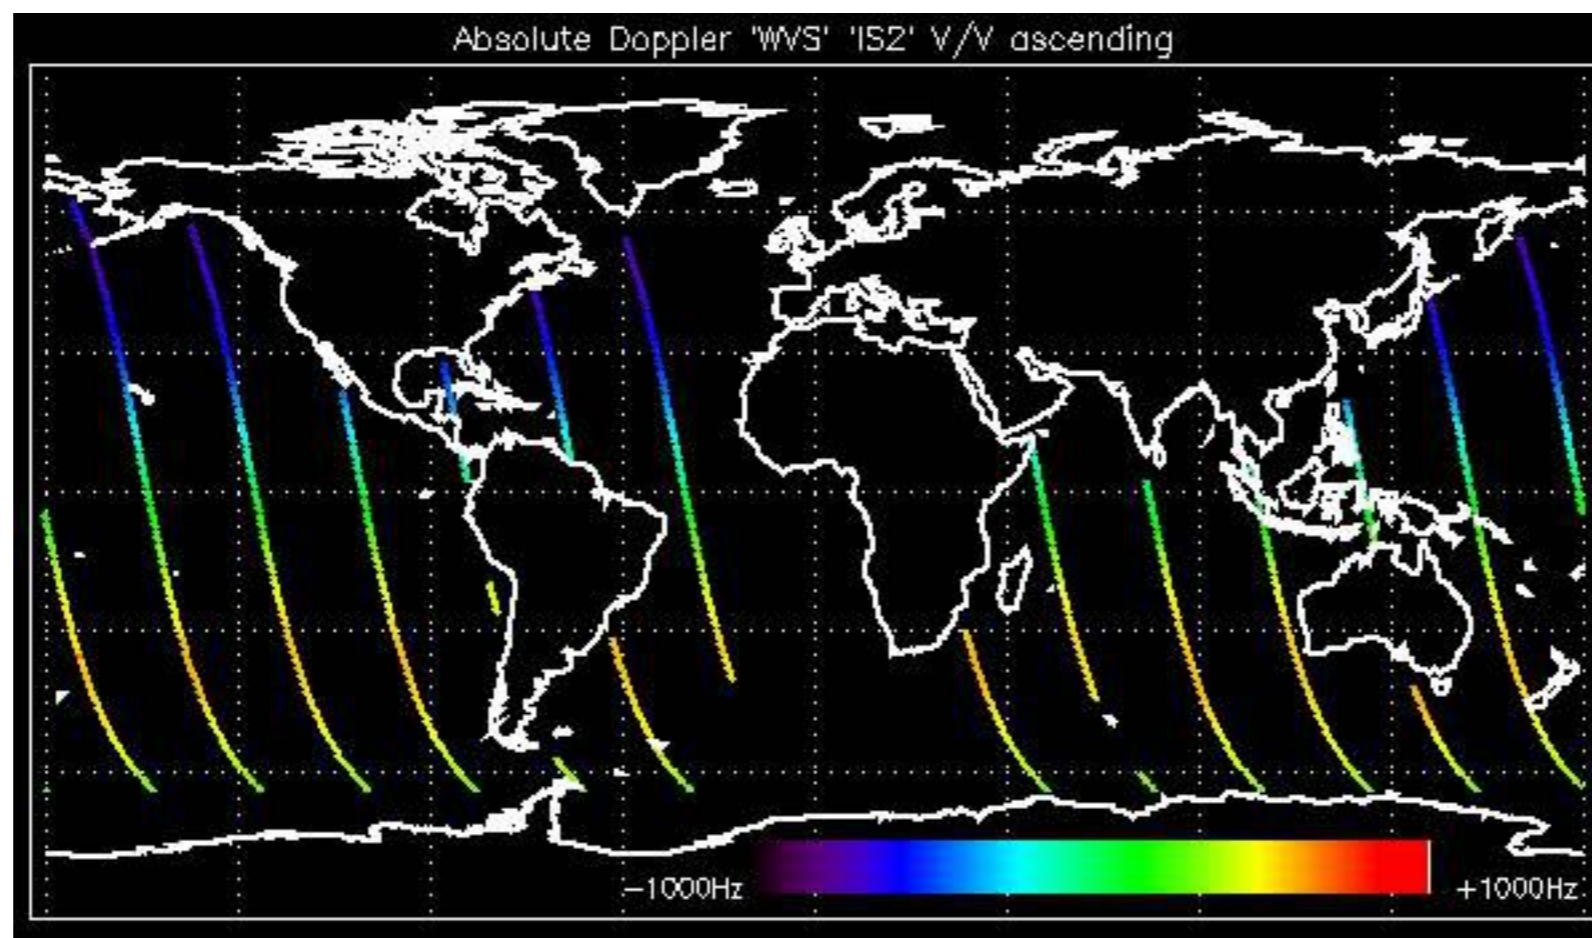 Absolute Doppler 'WVS' 'IS2' V/V ascending
-1000Hz +1000Hz